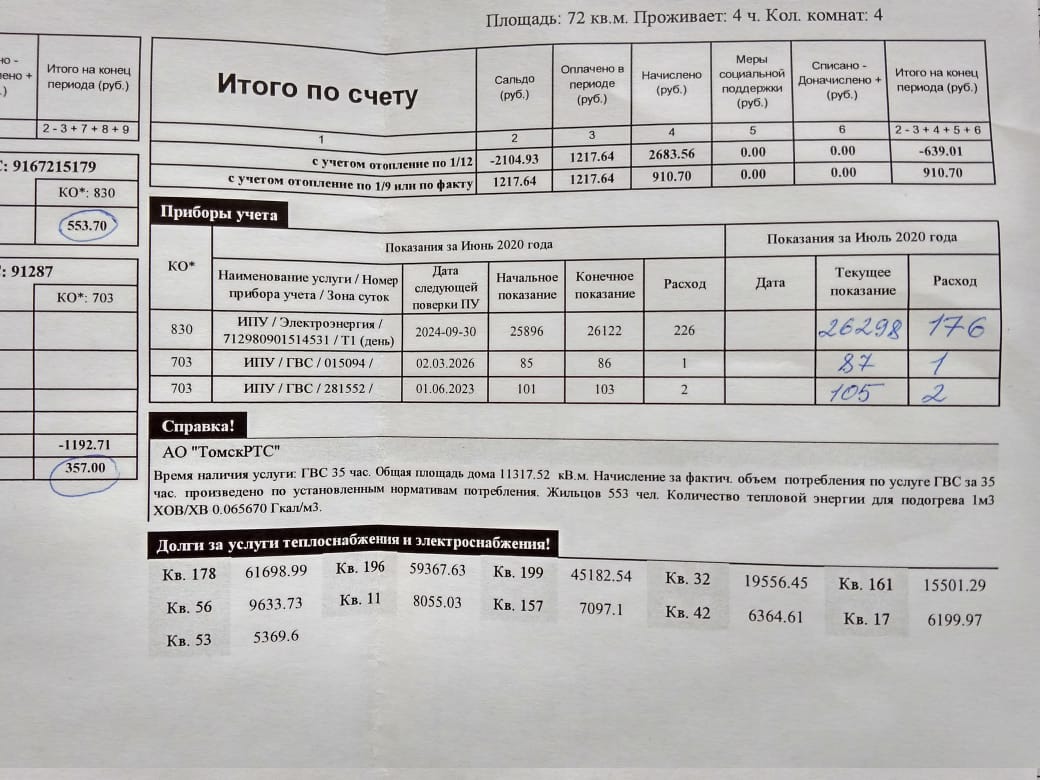 Площадь: 72 кв.м. Проживает: 4 ч. Кол. комнат: 4
Итого на конец периода (руб.)
2 - 3 + 7 + 8 + 9
: 9167215179
КО*: 830
553.70
: 91287
КО*: 703
-1192.71
357.00
Итого по счету
Сальдо (руб.)
Оплачено в периоде (руб.)
Начислено (руб.)
Меры социальной поддержки (руб.)
Списано - Доначислено + (руб.)
Итого на конец периода (руб.)
1 2 3 4 5 6 2 - 3 + 4 + 5 + 6
с учетом отопление по 1/12 -2104.93 1217.64 2683.56 0.00 0.00 -639.01
с учетом отопление по 1/9 или по факту 1217.64 1217.64 910.70 0.00 0.00 910.70
Приборы учета
КО*
Показания за Июнь 2020 года
Показания за Июль 2020 года
Наименование услуги / Номер прибора учета / Зона суток
Дата следующей поверки ПУ
Начальное показание
Конечное показание
Расход
Дата
Текущее показание
Расход
830 ИПУ / Электроэнергия / 712980901514531 / Т1 (день) 2024-09-30 25896 26122 226 26298 176
703 ИПУ / ГВС / 015094 / 02.03.2026 85 86 1 87 1
703 ИПУ / ГВС / 281552 / 01.06.2023 101 103 2 105 2
Справка!
АО "ТомскРТС"
Время наличия услуги: ГВС 35 час. Общая площадь дома 11317.52 кВ.м. Начисление за фактич. объем потребления по услуге ГВС за 35
час. произведено по установленным нормативам потребления. Жильцов 553 чел. Количество тепловой энергии для подогрева 1м3
ХОВ/ХВ 0.065670 Гкал/м3.
Долги за услуги теплоснабжения и электроснабжения!
Кв. 178 61698.99 Кв. 196 59367.63 Кв. 199 45182.54 Кв. 32 19556.45 Кв. 161 15501.29
Кв. 56 9633.73 Кв. 11 8055.03 Кв. 157 7097.1 Кв. 42 6364.61 Кв. 17 6199.97
Кв. 53 5369.6